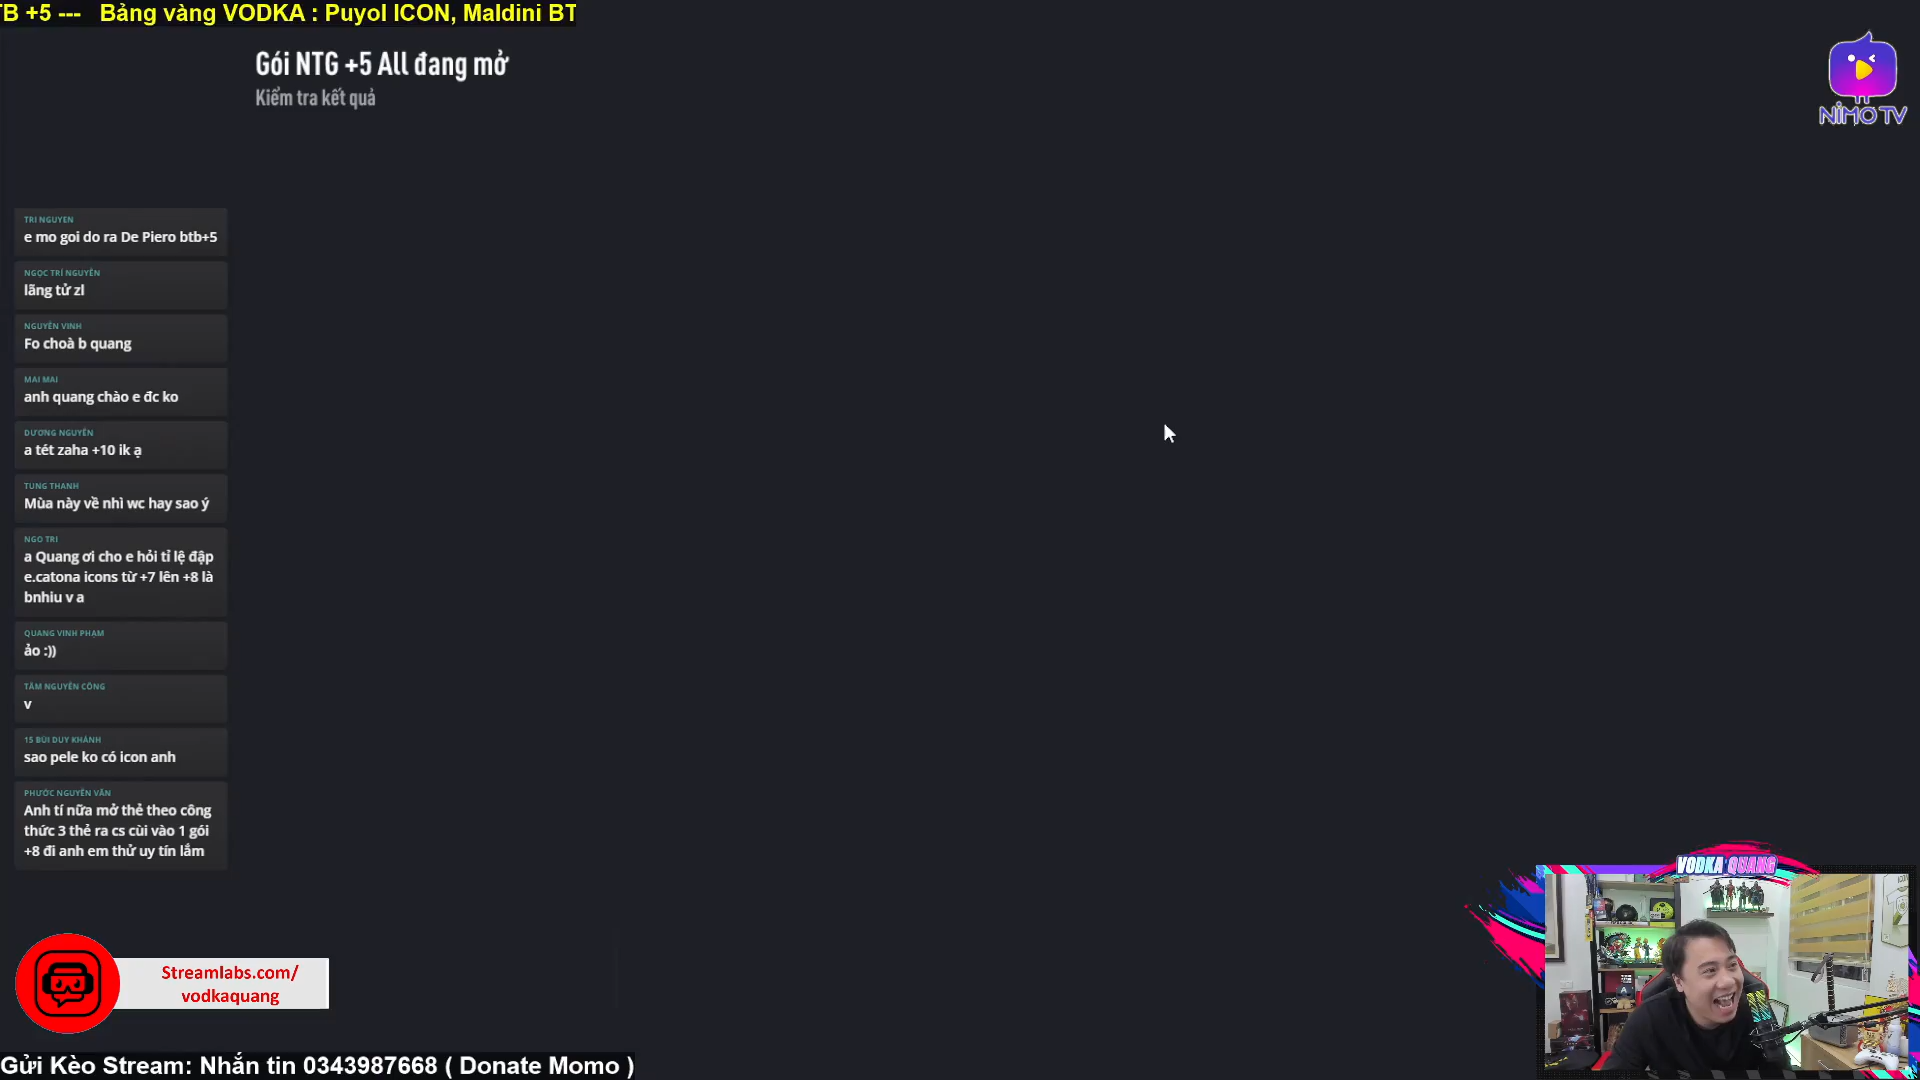 TB +5 --- Bảng vàng VODKA : Puyol ICON, Maldini BT
Gói NTG +5 All đang mở
Kiểm tra kết quả
NIMO TV
TRI NGUYEN
e mo goi do ra De Piero btb+5
NGỌC TRÍ NGUYỄN
lãng tử zl
NGUYỄN VINH
Fo choà b quang
MAI MAI
anh quang chào e đc ko
DƯƠNG NGUYỄN
a tét zaha +10 ik ạ
TUNG THANH
Mùa này về nhì wc hay sao ý
NGO TRI
a Quang ơi cho e hỏi tỉ lệ đập
e.catona icons từ +7 lên +8 là
bnhiu v a
QUANG VINH PHẠM
ảo :))
TÂM NGUYỄN CÔNG
v
15 BÙI DUY KHÁNH
sao pele ko có icon anh
PHƯỚC NGUYỄN VĂN
Anh tí nữa mở thẻ theo công
thức 3 thẻ ra cs cùi vào 1 gói
+8 đi anh em thử uy tín lắm
VODKA QUANG
Streamlabs.com/
vodkaquang
Gửi Kèo Stream: Nhắn tin 0343987668 ( Donate Momo )